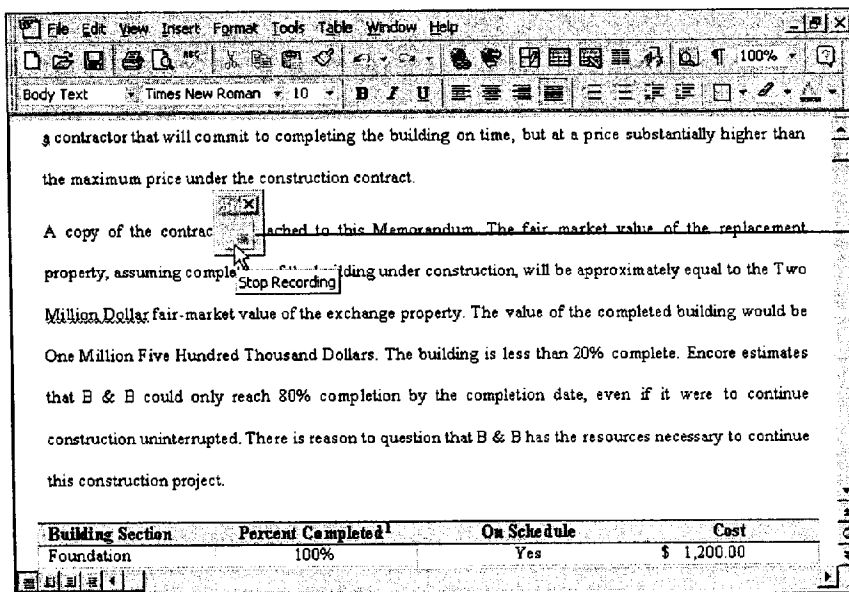 File Edit View Insert Format Tools Table Window Help
100%
Body Text Times New Roman 10 B I U
a contractor that will commit to completing the building on time, but at a price substantially higher than
the maximum price under the construction contract.
A copy of the contrac ached to this Memorandum. The fair market value of the replacement
property, assuming comple lding under construction, will be approximately equal to the Two
Stop Recording
Million Dollar fair-market value of the exchange property. The value of the completed building would be
One Million Five Hundred Thousand Dollars. The building is less than 20% complete. Encore estimates
that B & B could only reach 80% completion by the completion date, even if it were to continue
construction uninterrupted. There is reason to question that B & B has the resources necessary to continue
this construction project.
Building Section Percent Completed1 On Schedule Cost
Foundation 100% Yes $ 1,200.00